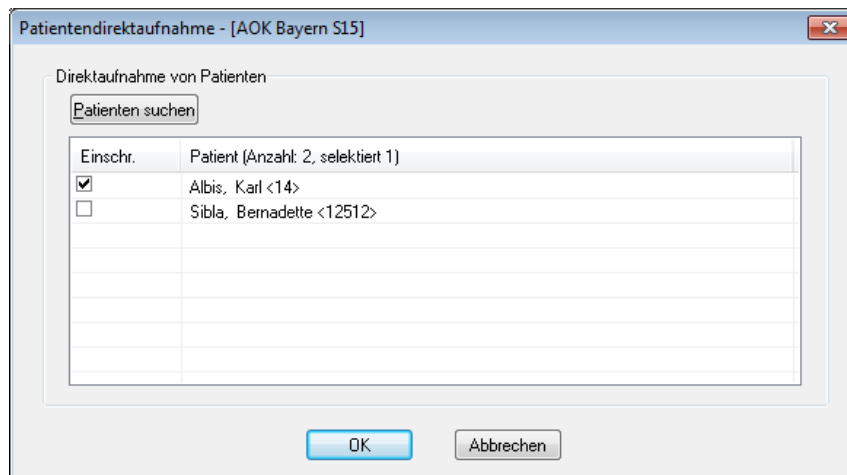 Patientendirektaufnahme - [AOK Bayern S15]
Direktaufnahme von Patienten
Patienten suchen
Einschr. Patient (Anzahl: 2, selektiert 1)
Albis, Karl <14>
Sibla, Bernadette <12512>
OK Abbrechen